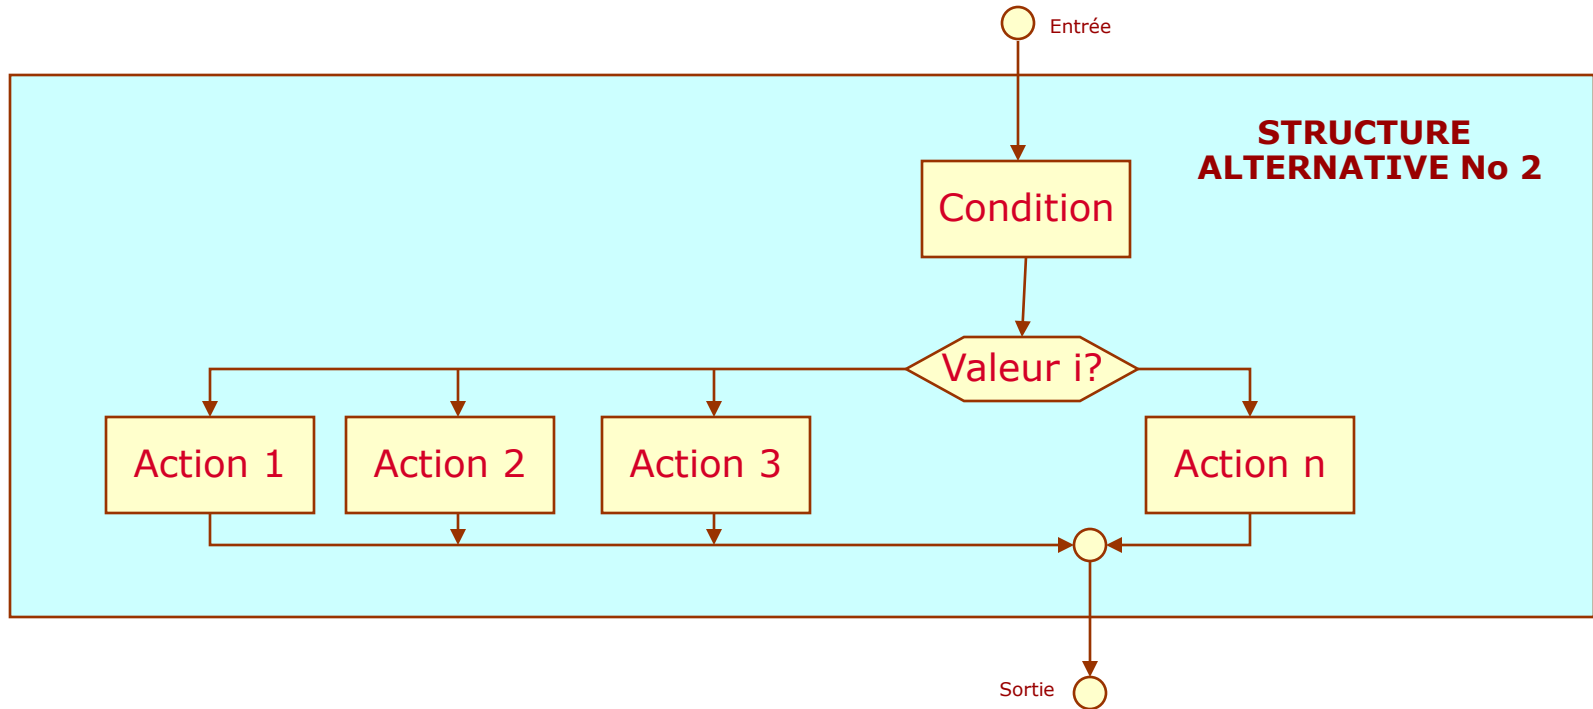 Entrée
STRUCTURE
ALTERNATIVE No 2
Condition
Valeur i?
Action 1
Action 2
Action 3
Action n
Sortie